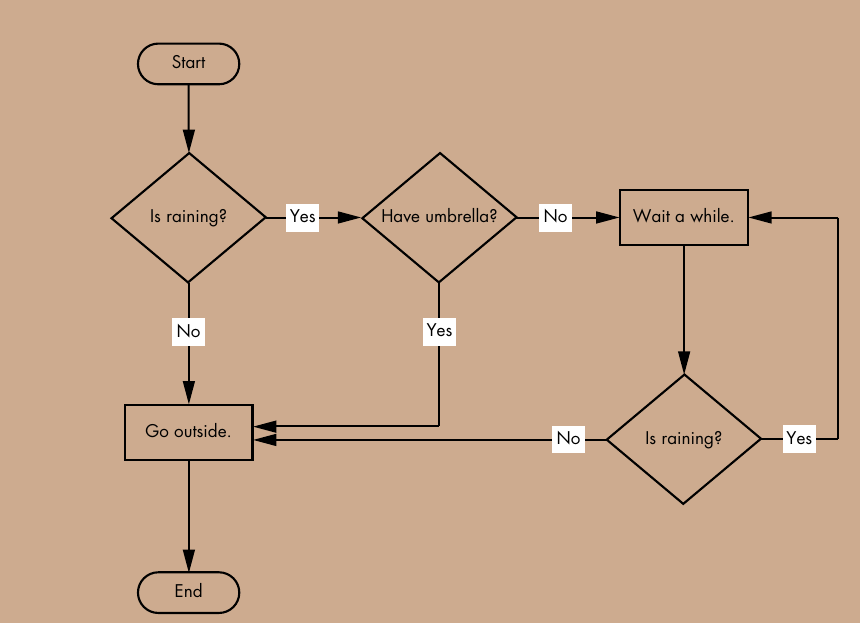 Start
Is raining?
Yes
Have umbrella?
No
Wait a while.
No
Yes
Go outside.
No
Is raining?
Yes
End